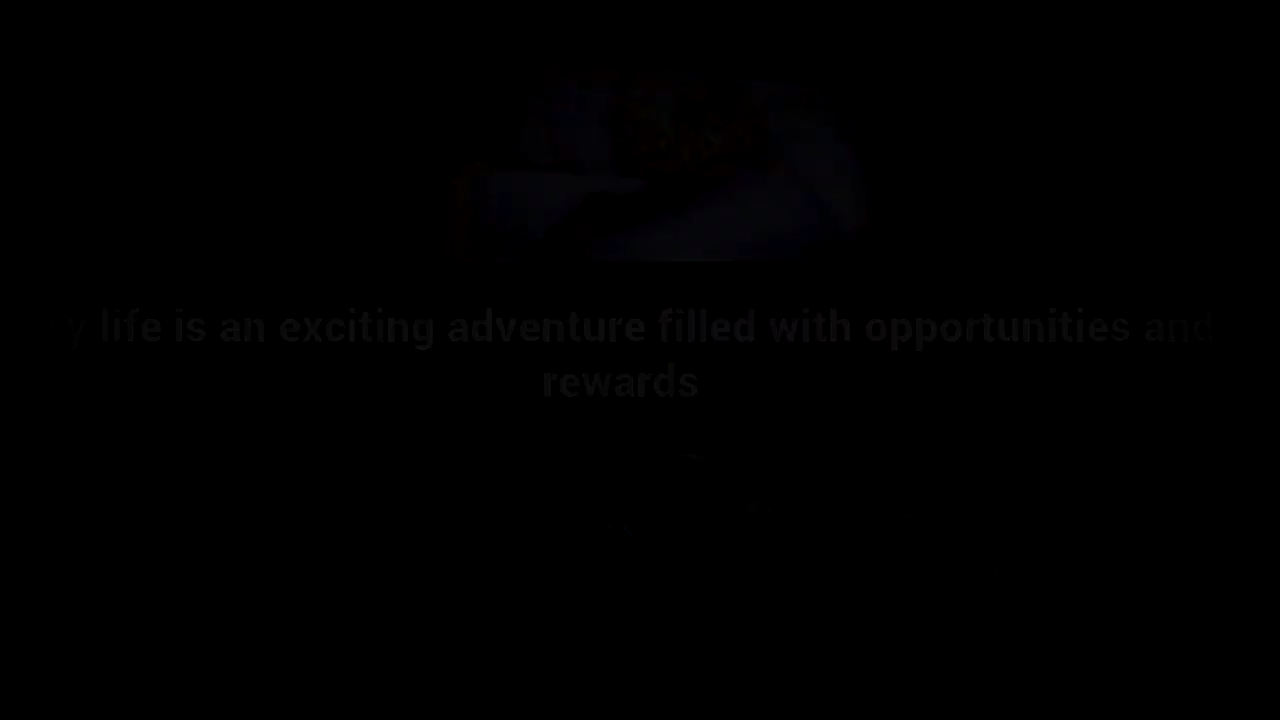 y life is an exciting adventure filled with opportunities and
rewards